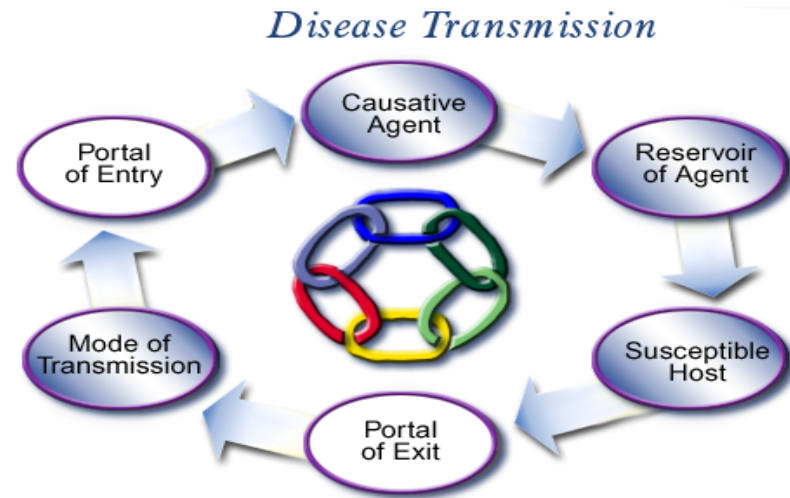 Disease Transmission
Causative
Agent
Reservoir
of Agent
Susceptible
Host
Portal
of Exit
Mode of
Transmission
Portal
of Entry